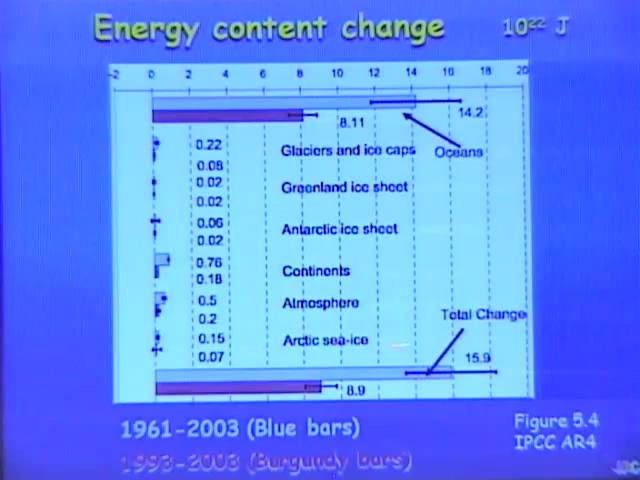 Energy content change 10²² J
-2 0 2 4 6 8 10 12 14 16 18 20
14.2
8.11
Oceans
0.22
Glaciers and ice caps
0.08
0.02
Greenland ice sheet
0.02
0.06
Antarctic ice sheet
0.02
0.76
Continents
0.18
0.5
Atmosphere
0.2
Total Change
0.15
Arctic sea-ice
0.07
15.9
8.9
1961-2003 (Blue bars)
Figure 5.4
IPCC AR4
1993-2003 (Burgundy bars)